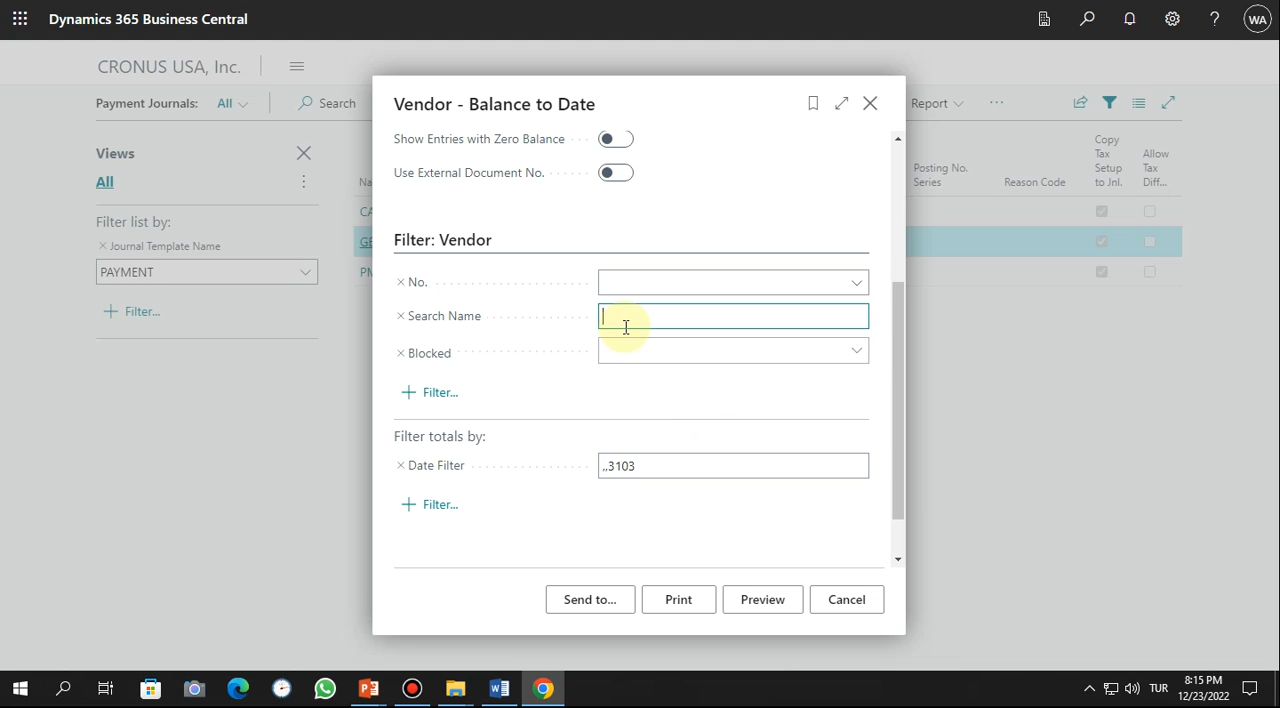 Dynamics 365 Business Central
WA
CRONUS USA, Inc.
Payment Journals: All
Search
Report
Views
All
Filter list by:
Journal Template Name
PAYMENT
Filter...
Copy
Tax
Setup
to Jnl.
Allow
Tax
Diff...
Posting No.
Series
Reason Code
Na
CA
GE
PM
Vendor - Balance to Date
Show Entries with Zero Balance
Use External Document No.
Filter: Vendor
No.
Search Name
Blocked
Filter...
Filter totals by:
Date Filter
,,3103
Filter...
Send to...
Print
Preview
Cancel
TUR
8:15 PM
12/23/2022